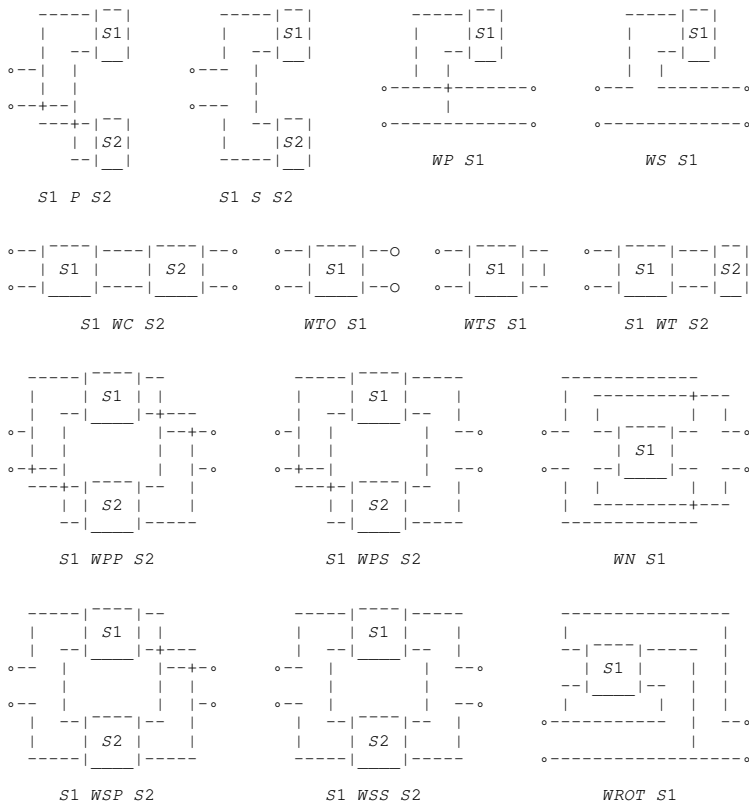 S1 S1 S1 S1
S2 S2
S1 P S2 S1 S S2 WP S1 WS S1
S1 S2 S1 S1 S1 S2
S1 WC S2 WTO S1 WTS S1 S1 WT S2
S1 S1
S1
S2 S2
S1 WPP S2 S1 WPS S2 WN S1
S1 S1
S1
S2 S2
S1 WSP S2 S1 WSS S2 WROT S1